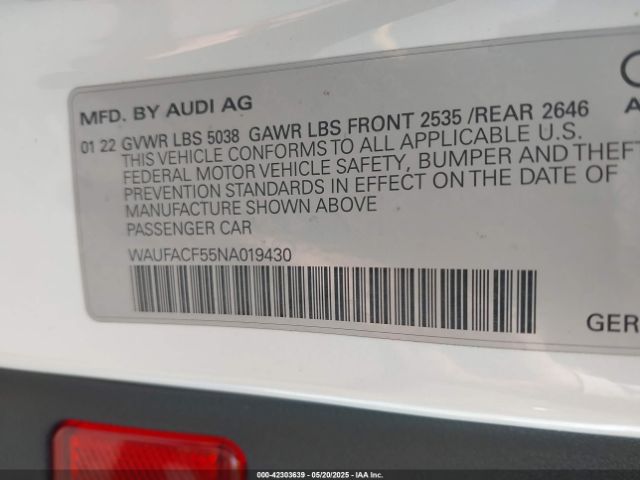 MFD. BY AUDI AG
01 22 GVWR LBS 5038 GAWR LBS FRONT 2535 /REAR 2646
THIS VEHICLE CONFORMS TO ALL APPLICABLE U.S.
FEDERAL MOTOR VEHICLE SAFETY, BUMPER AND THEFT
PREVENTION STANDARDS IN EFFECT ON THE DATE OF
MANUFACTURE SHOWN ABOVE
PASSENGER CAR
WAUFACF55NA019430
GER
000-42303639 - 05/20/2025 - IAAI.COM